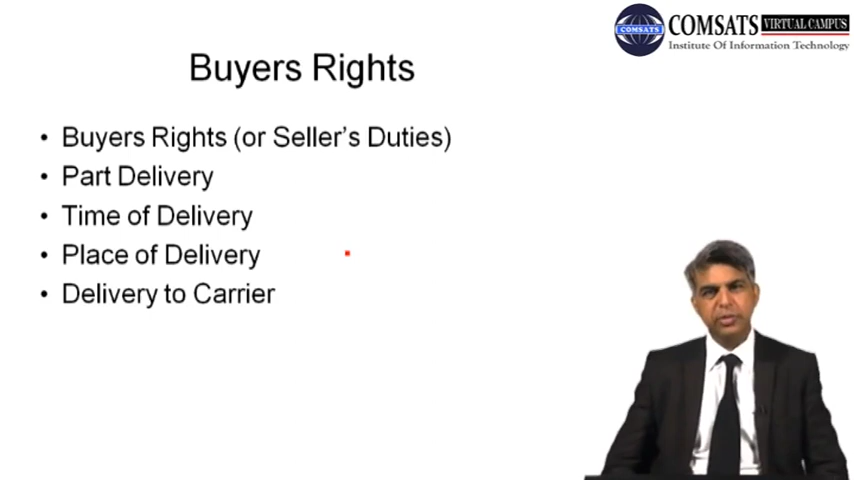 COMSATS VIRTUAL CAMPUS
COMSATS
Institute Of Information Technology
Buyers Rights
• Buyers Rights (or Seller's Duties)
• Part Delivery
• Time of Delivery
• Place of Delivery
• Delivery to Carrier